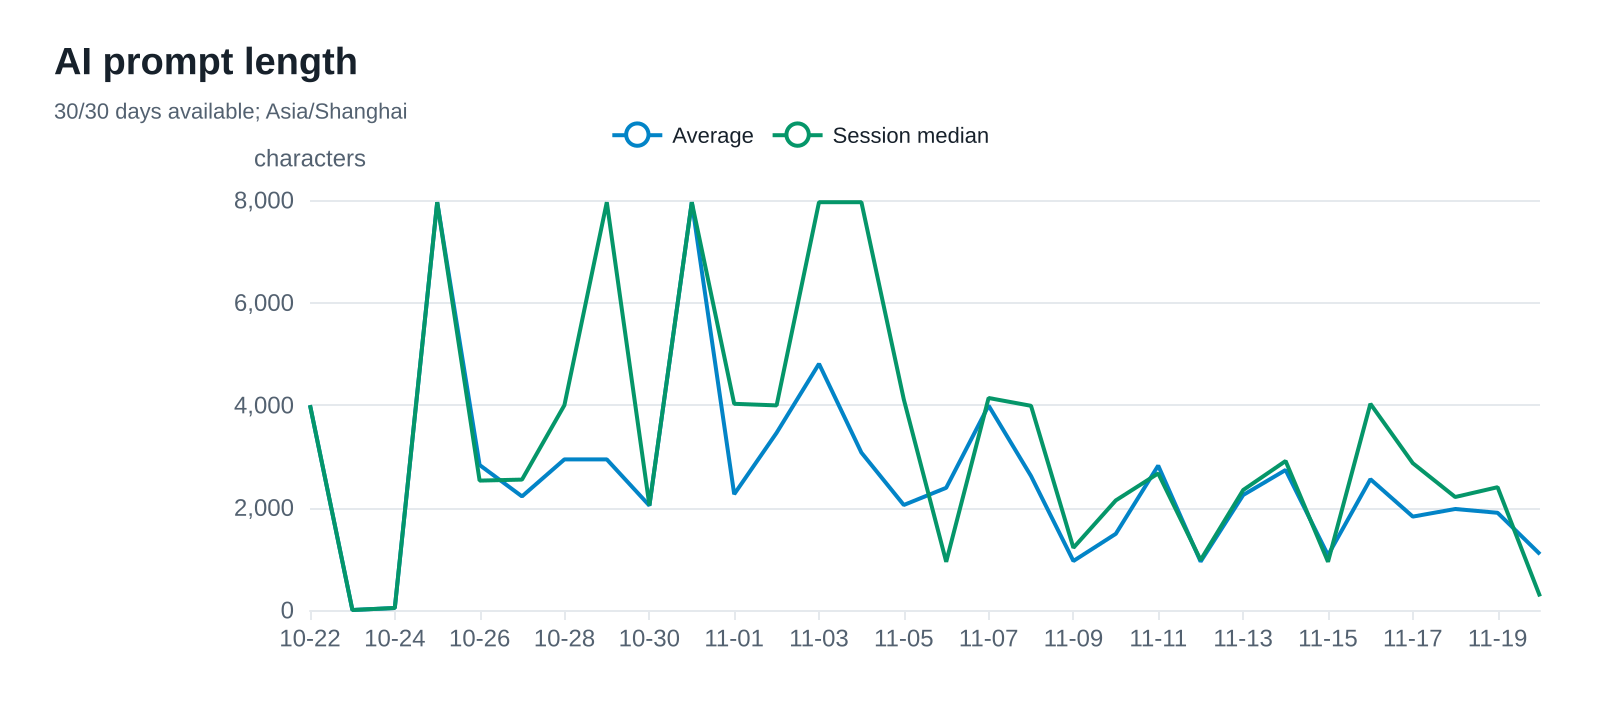 AI prompt length
30/30 days available; Asia/Shanghai
Average Session median
characters
8,000
6,000
4,000
2,000
0
10-22 10-24 10-26 10-28 10-30 11-01 11-03 11-05 11-07 11-09 11-11 11-13 11-15 11-17 11-19